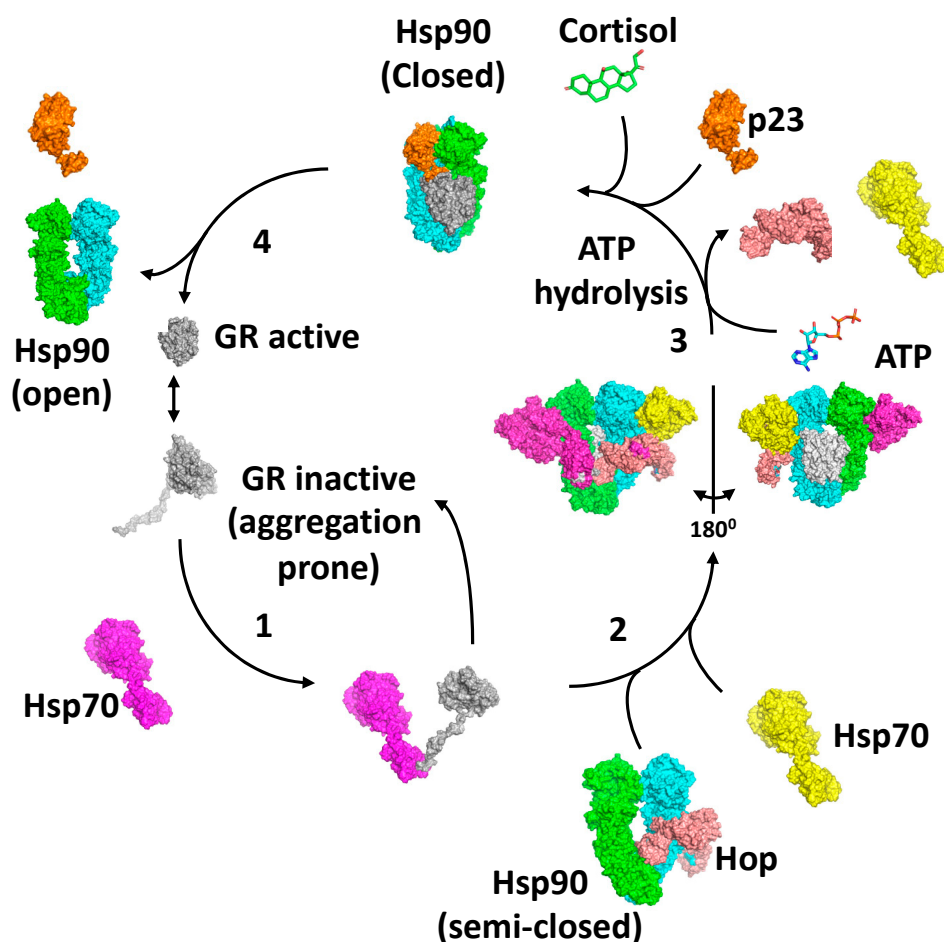 Hsp90
(Closed)
Cortisol
p23
4
ATP
hydrolysis
3
ATP
Hsp90
(open)
GR active
GR inactive
(aggregation
prone)
180⁰
1
2
Hsp70
Hsp70
Hop
Hsp90
(semi-closed)